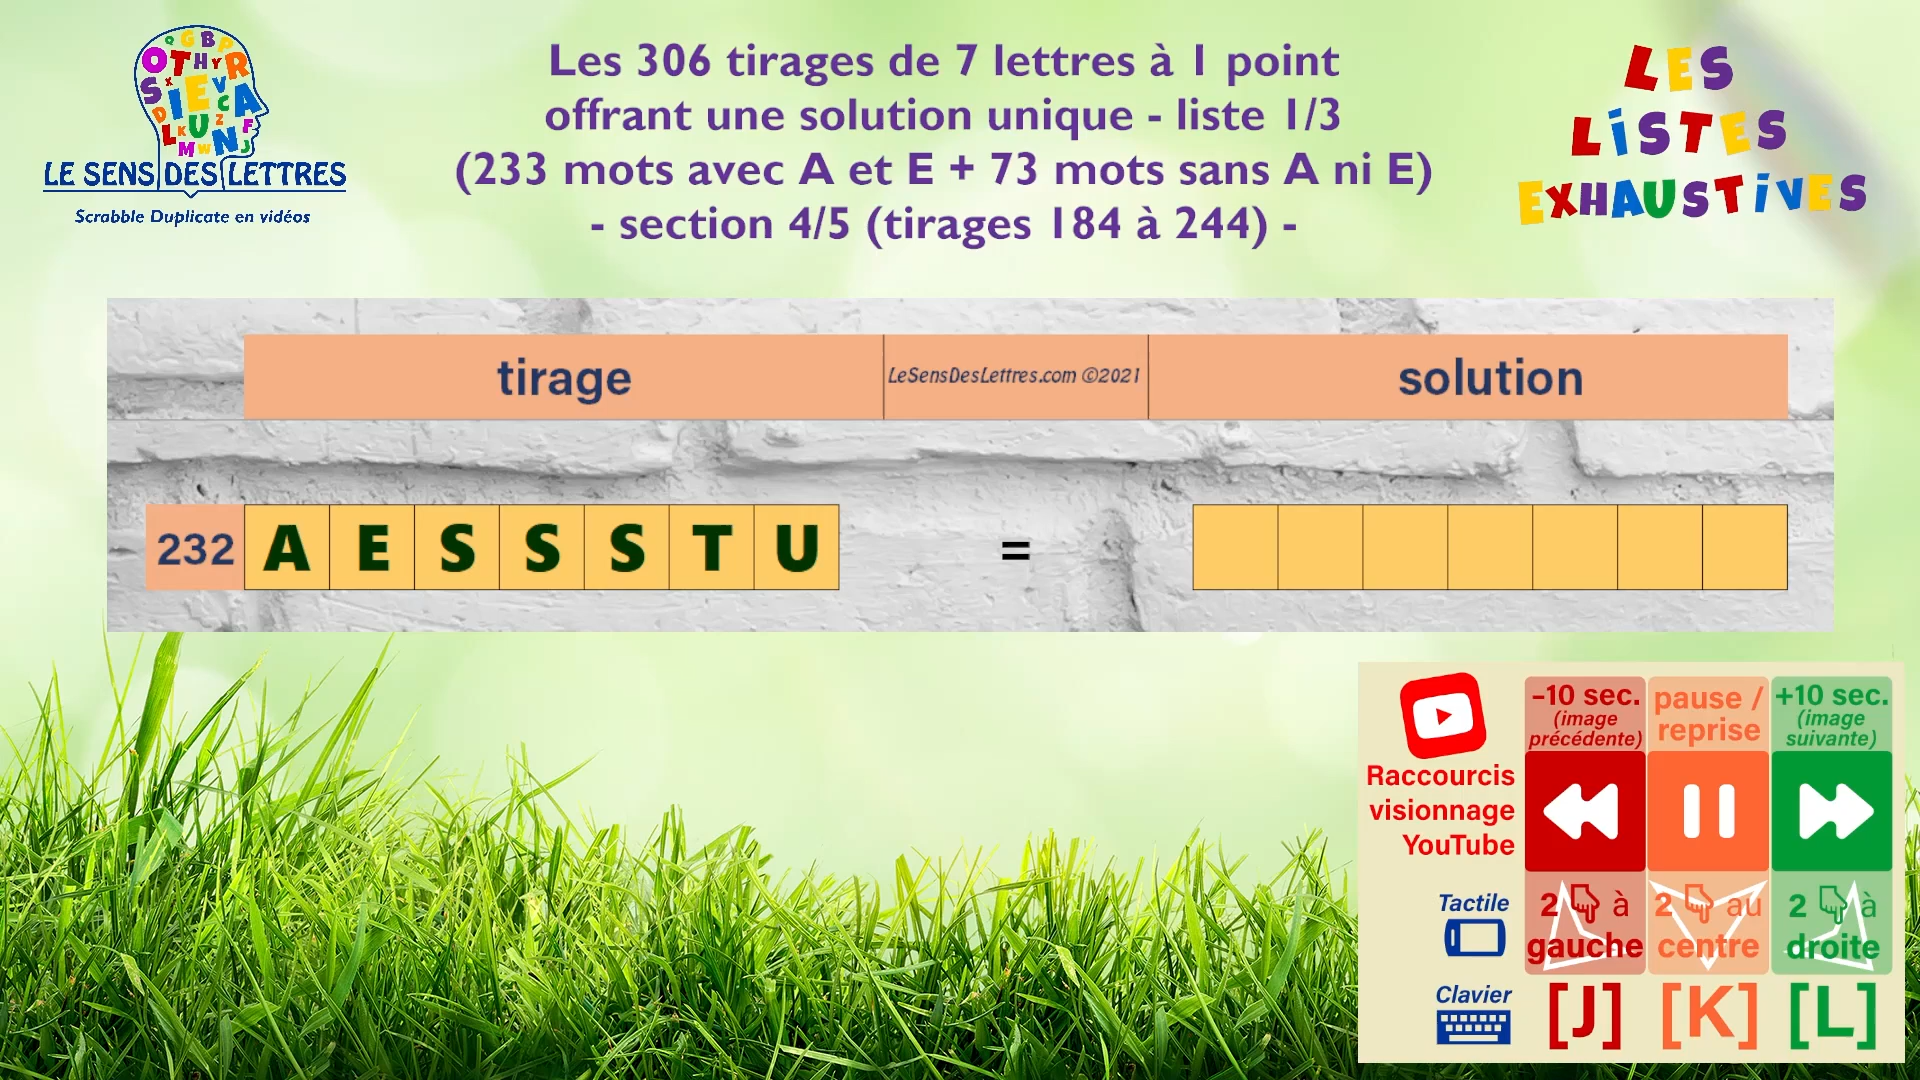 LE SENS DES LETTRES
Scrabble Duplicate en vidéos
Les 306 tirages de 7 lettres à 1 point
offrant une solution unique - liste 1/3
(233 mots avec A et E + 73 mots sans A ni E)
- section 4/5 (tirages 184 à 244) -
LES
LiSTES
EXHAUSTiVES
tirage
LeSensDesLettres.com ©2021
solution
232 A E S S S T U =
Raccourcis
visionnage
YouTube
–10 sec.
(image
précédente)
pause /
reprise
+10 sec.
(image
suivante)
Tactile
2 à
gauche
2 au
centre
2 à
droite
Clavier
[J] [K] [L]